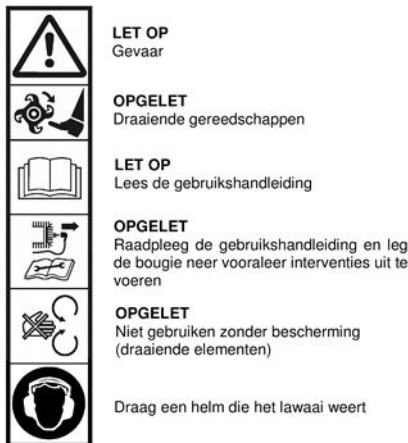 LET OP
Gevaar
OPGELET
Draaiende gereedschappen
LET OP
Lees de gebruikshandleiding
OPGELET
Raadpleeg de gebruikshandleiding en leg
de bougie neer vooraleer interventies uit te
voeren
OPGELET
Niet gebruiken zonder bescherming
(draaiende elementen)
Draag een helm die het lawaai weert